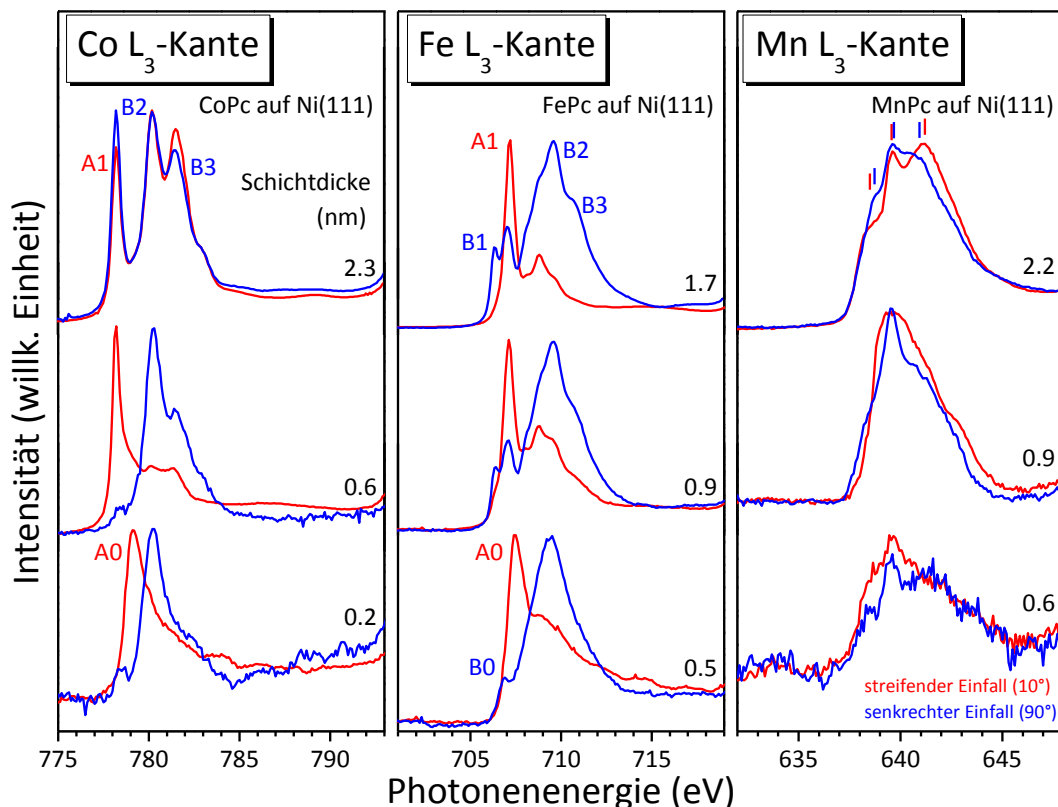 Co L3-Kante
CoPc auf Ni(111)
B2
A1
B3
Schichtdicke
(nm)
2.3
0.6
A0
0.2
775 780 785 790
Fe L3-Kante
FePc auf Ni(111)
A1
B2
B3
B1
1.7
0.9
A0
B0
0.5
705 710 715
Mn L3-Kante
MnPc auf Ni(111)
2.2
0.9
0.6
streifender Einfall (10°)
senkrechter Einfall (90°)
635 640 645
Intensität (willk. Einheit)
Photonenenergie (eV)